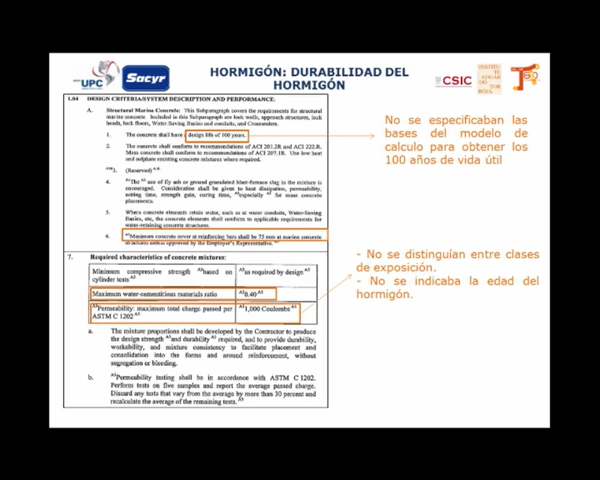 UPC
Sacyr
HORMIGÓN: DURABILIDAD DEL
HORMIGÓN
CSIC
1.04 DESIGN CRITERIA/SYSTEM DESCRIPTION AND PERFORMANCE:
A. Structural Marine Concrete: This Subparagraph covers the requirements for structural
marine concrete. Included in this Subparagraph are lock walls, approach structures, lock
heads, lock floors, Water-Saving Basins and conduits, and Crossunders.
1. The concrete shall have a design life of 100 years.
2. The concrete shall conform to recommendations of ACI 201.2R and ACI 222.R.
Mass concrete shall conform to recommendations of ACI 207.1R. Use low heat
and sulphate resisting concrete mixtures where required.
3. (Reserved)
4. The use of fly ash or ground granulated blast-furnace slag in the mixture is
encouraged. Consideration shall be given to heat dissipation, permeability,
setting time, strength gain, curing time, especially for mass concrete
placements.
5. Where concrete elements retain water, such as at water conduits, Water-Saving
Basins, etc, the concrete elements shall conform to applicable requirements for
water-retaining concrete structures.
6. Minimum concrete cover at reinforcing bars shall be 75 mm at marine concrete
structures unless approved by the Employer's Representative.
No se especificaban las
bases del modelo de
calculo para obtener los
100 años de vida útil
7. Required characteristics of concrete mixtures:
Minimum compressive strength based on cylinder tests as required by design
Maximum water-cementitious materials ratio 0.40
Permeability: maximum total charge passed per ASTM C 1202 1,000 Coulombs
- No se distinguían entre clases
de exposición.
- No se indicaba la edad del
hormigón.
a. The mixture proportions shall be developed by the Contractor to produce
the design strength and durability required, and to provide durability,
workability, and mixture consistency to facilitate placement and
consolidation into the forms and around reinforcement, without
segregation or bleeding.
b. Permeability testing shall be in accordance with ASTM C 1202.
Perform tests on five samples and report the average passed charge.
Discard any tests that vary from the average by more than 30 percent and
recalculate the average of the remaining tests.